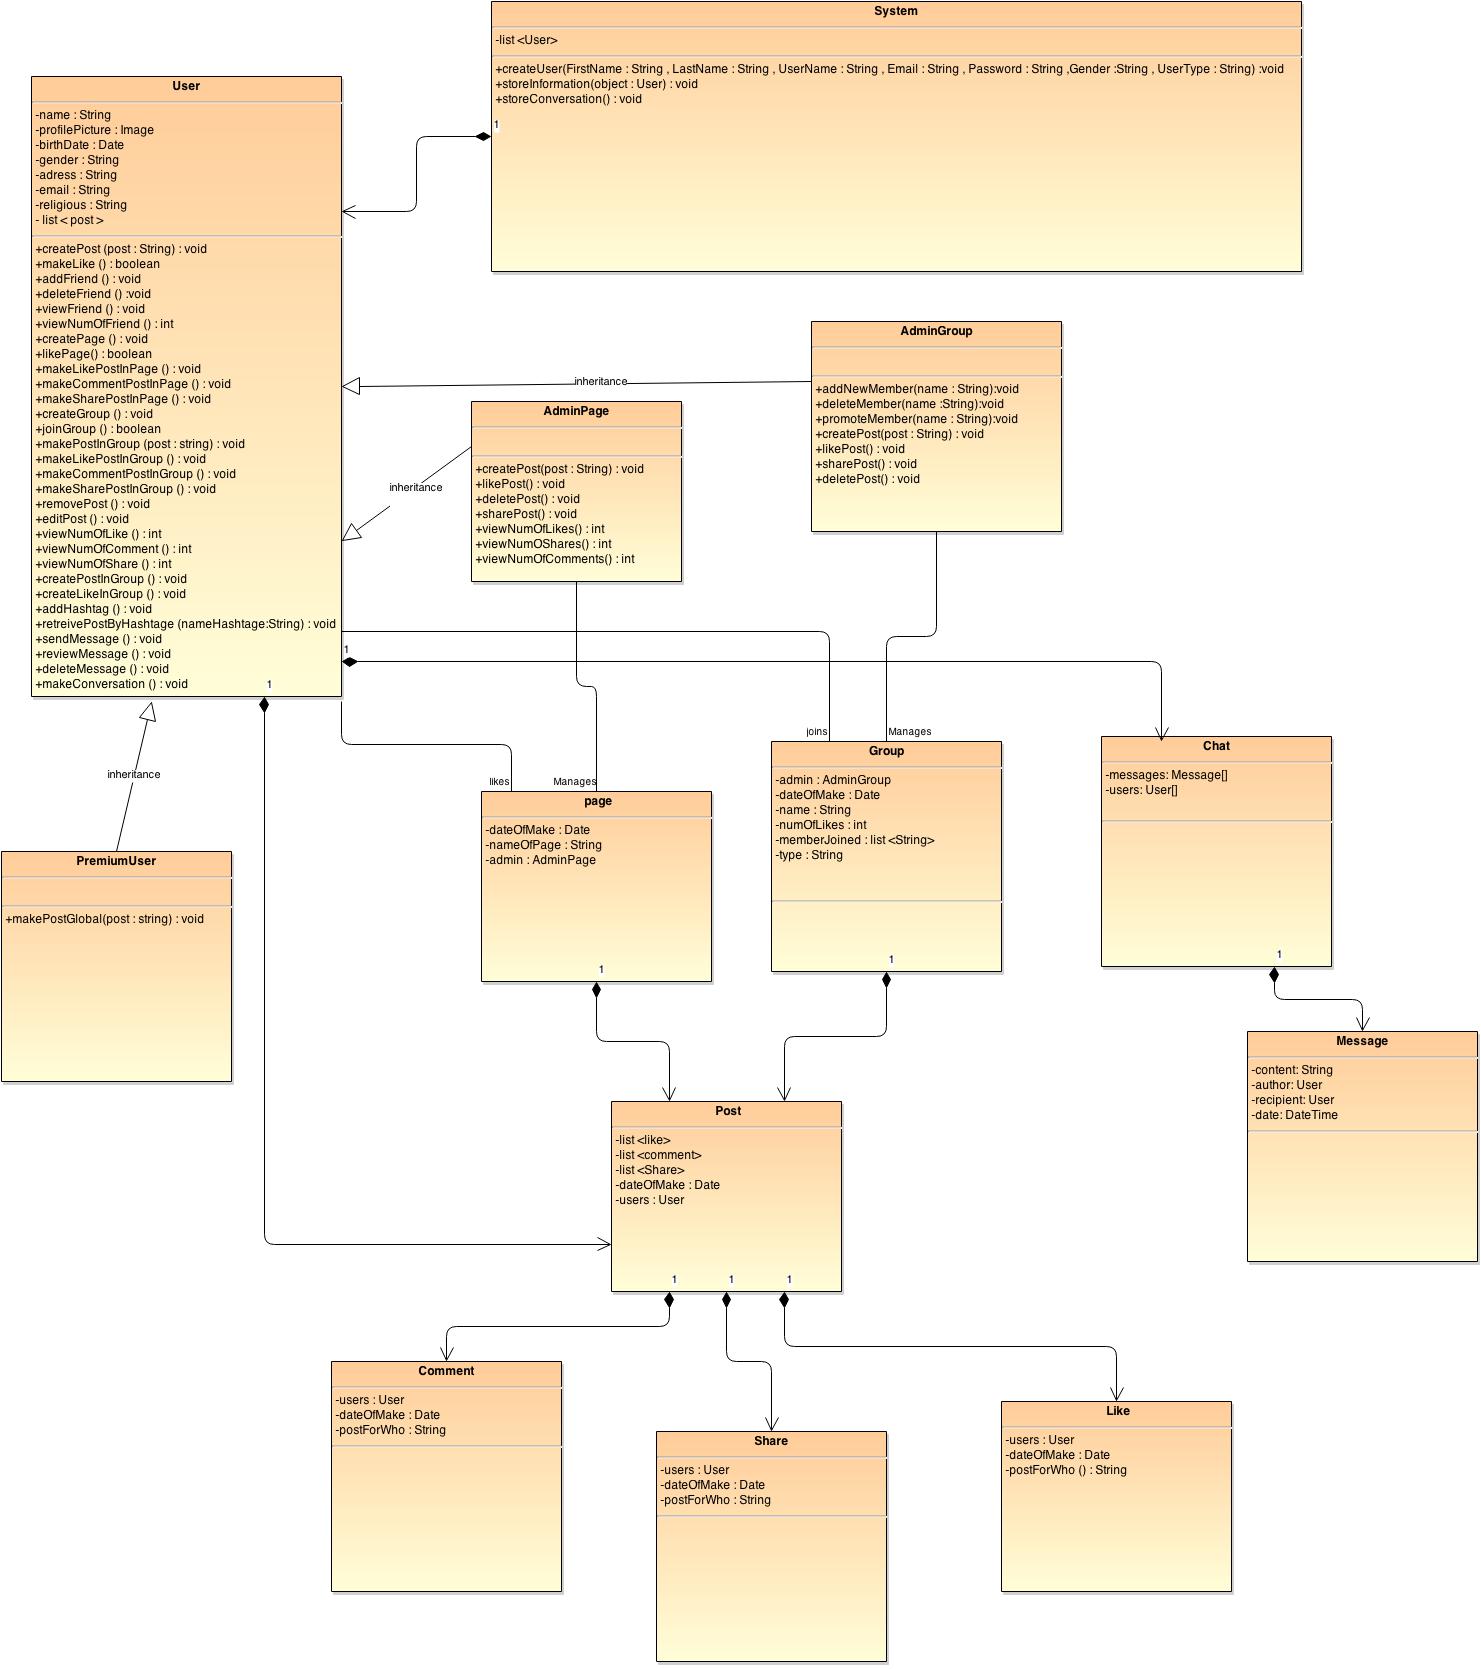 System
-list <User>
+createUser(FirstName : String , LastName : String , UserName : String , Email : String , Password : String ,Gender :String , UserType : String) :void
+storeInformation(object : User) : void
+storeConversation() : void
1
User
-name : String
-profilePicture : Image
-birthDate : Date
-gender : String
-adress : String
-email : String
-religious : String
- list < post >
+createPost (post : String) : void
+makeLike () : boolean
+addFriend () : void
+deleteFriend () :void
+viewFriend () : void
+viewNumOfFriend () : int
+createPage () : void
+likePage() : boolean
+makeLikePostInPage () : void
+makeCommentPostInPage () : void
+makeSharePostInPage () : void
+createGroup () : void
+joinGroup () : boolean
+makePostInGroup (post : string) : void
+makeLikePostInGroup () : void
+makeCommentPostInGroup () : void
+makeSharePostInGroup () : void
+removePost () : void
+editPost () : void
+viewNumOfLike () : int
+viewNumOfComment () : int
+viewNumOfShare () : int
+createPostInGroup () : void
+createLikeInGroup () : void
+addHashtag () : void
+retreivePostByHashtage (nameHashtage:String) : void
+sendMessage () : void
+reviewMessage () : void
+deleteMessage () : void
+makeConversation () : void
1
1
inheritance
AdminGroup
+addNewMember(name : String):void
+deleteMember(name :String):void
+promoteMember(name : String):void
+createPost(post : String) : void
+likePost() : void
+sharePost() : void
+deletePost() : void
inheritance
AdminPage
+createPost(post : String) : void
+likePost() : void
+deletePost() : void
+sharePost() : void
+viewNumOfLikes() : int
+viewNumOShares() : int
+viewNumOfComments() : int
inheritance
PremiumUser
+makePostGlobal(post : string) : void
likes
Manages
page
-dateOfMake : Date
-nameOfPage : String
-admin : AdminPage
1
joins
Manages
Group
-admin : AdminGroup
-dateOfMake : Date
-name : String
-numOfLikes : int
-memberJoined : list <String>
-type : String
1
Chat
-messages: Message[]
-users: User[]
1
Message
-content: String
-author: User
-recipient: User
-date: DateTime
Post
-list <like>
-list <comment>
-list <Share>
-dateOfMake : Date
-users : User
1
1
1
Comment
-users : User
-dateOfMake : Date
-postForWho : String
Share
-users : User
-dateOfMake : Date
-postForWho : String
Like
-users : User
-dateOfMake : Date
-postForWho () : String